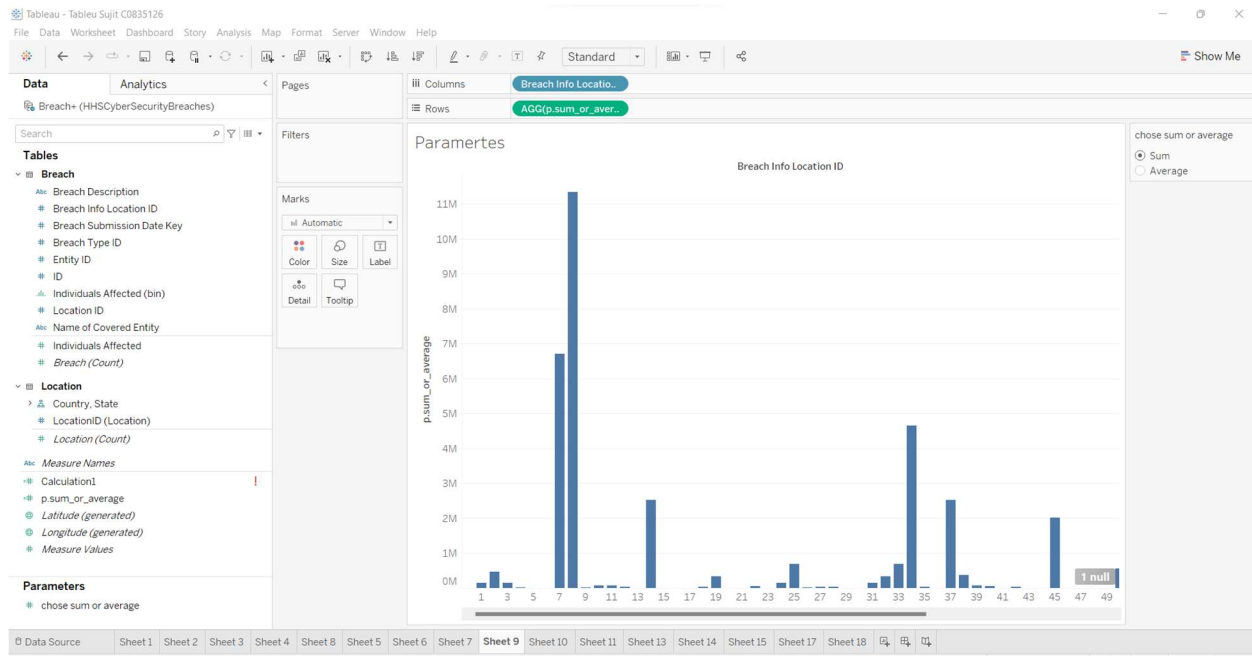 Tableau - Tableu Sujit C0835126
File Data Worksheet Dashboard Story Analysis Map Format Server Window Help
Standard
Show Me
Data
Analytics
Breach+ (HHSCyberSecurityBreaches)
Search
Tables
Breach
Abc Breach Description
# Breach Info Location ID
# Breach Submission Date Key
# Breach Type ID
# Entity ID
# ID
Individuals Affected (bin)
# Location ID
Abc Name of Covered Entity
# Individuals Affected
# Breach (Count)
Location
Country, State
# LocationID (Location)
# Location (Count)
Abc Measure Names
=# Calculation1 !
=# p.sum_or_average
Latitude (generated)
Longitude (generated)
# Measure Values
Parameters
# chose sum or average
Pages
Filters
Marks
Automatic
Color Size Label
Detail Tooltip
Columns
Breach Info Locatio..
Rows
AGG(p.sum_or_aver..
Paramertes
Breach Info Location ID
p.sum_or_average
11M
10M
9M
8M
7M
6M
5M
4M
3M
2M
1M
0M
1 null
1 3 5 7 9 11 13 15 17 19 21 23 25 27 29 31 33 35 37 39 41 43 45 47 49
chose sum or average
Sum
Average
Data Source Sheet 1 Sheet 2 Sheet 3 Sheet 4 Sheet 8 Sheet 5 Sheet 6 Sheet 7 Sheet 9 Sheet 10 Sheet 11 Sheet 13 Sheet 14 Sheet 15 Sheet 17 Sheet 18